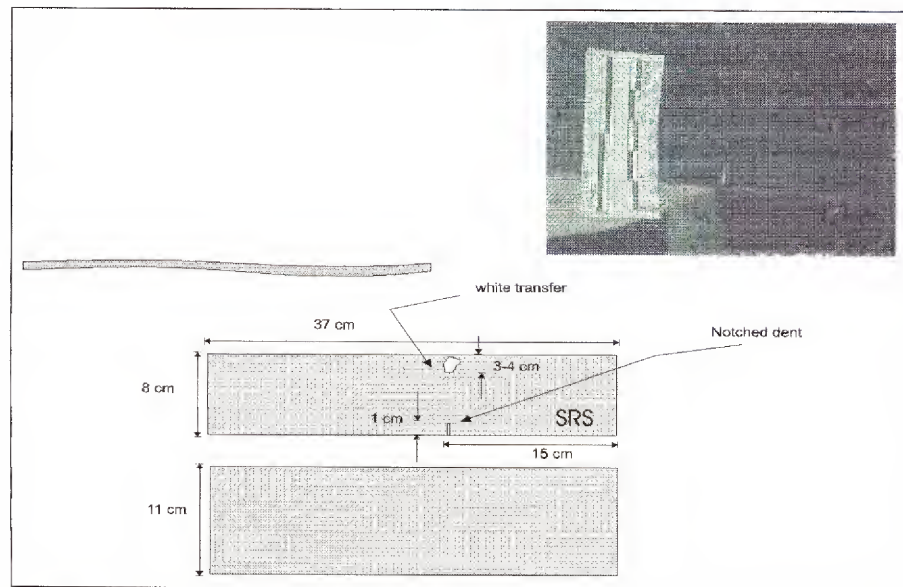 white transfer
37 cm
Notched dent
3-4 cm
8 cm
1 cm
SRS
15 cm
11 cm